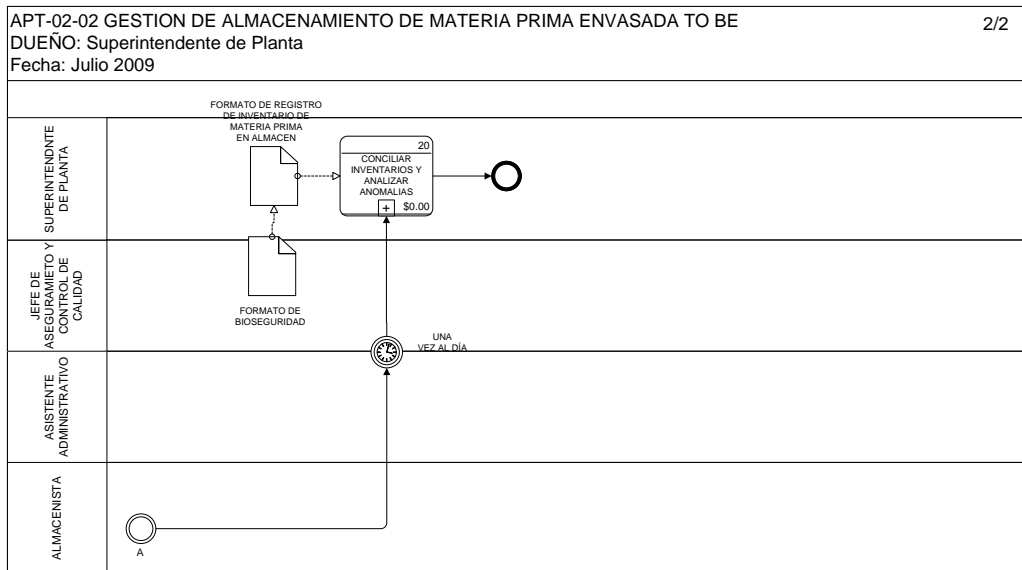 APT-02-02 GESTION DE ALMACENAMIENTO DE MATERIA PRIMA ENVASADA TO BE
2/2
DUEÑO: Superintendente de Planta
Fecha: Julio 2009
SUPERINTENDNTE
DE PLANTA
FORMATO DE REGISTRO
DE INVENTARIO DE
MATERIA PRIMA
EN ALMACEN
20
CONCILIAR
INVENTARIOS Y
ANALIZAR
ANOMALIAS
+
$0.00
JEFE DE
ASEGURAMIETO Y
CONTROL DE
CALIDAD
FORMATO DE
BIOSEGURIDAD
UNA
VEZ AL DÍA
ASISTENTE
ADMINISTRATIVO
ALMACENISTA
A